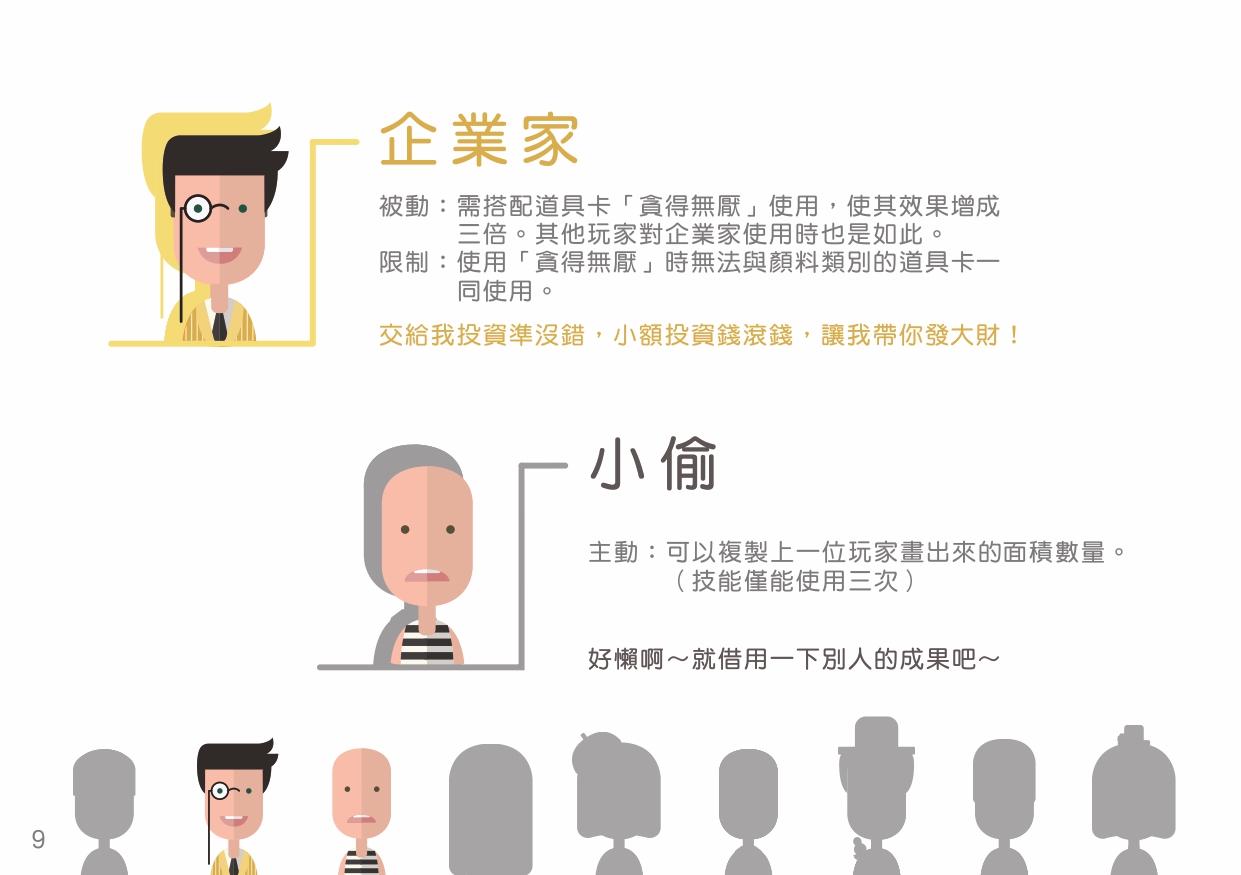 企業家
被動：需搭配道具卡「貪得無厭」使用，使其效果增成
三倍。其他玩家對企業家使用時也是如此。
限制：使用「貪得無厭」時無法與顏料類別的道具卡一
同使用。
交給我投資準沒錯，小額投資錢滾錢，讓我帶你發大財！
小偷
主動：可以複製上一位玩家畫出來的面積數量。
（技能僅能使用三次）
好懶啊～就借用一下別人的成果吧～
9